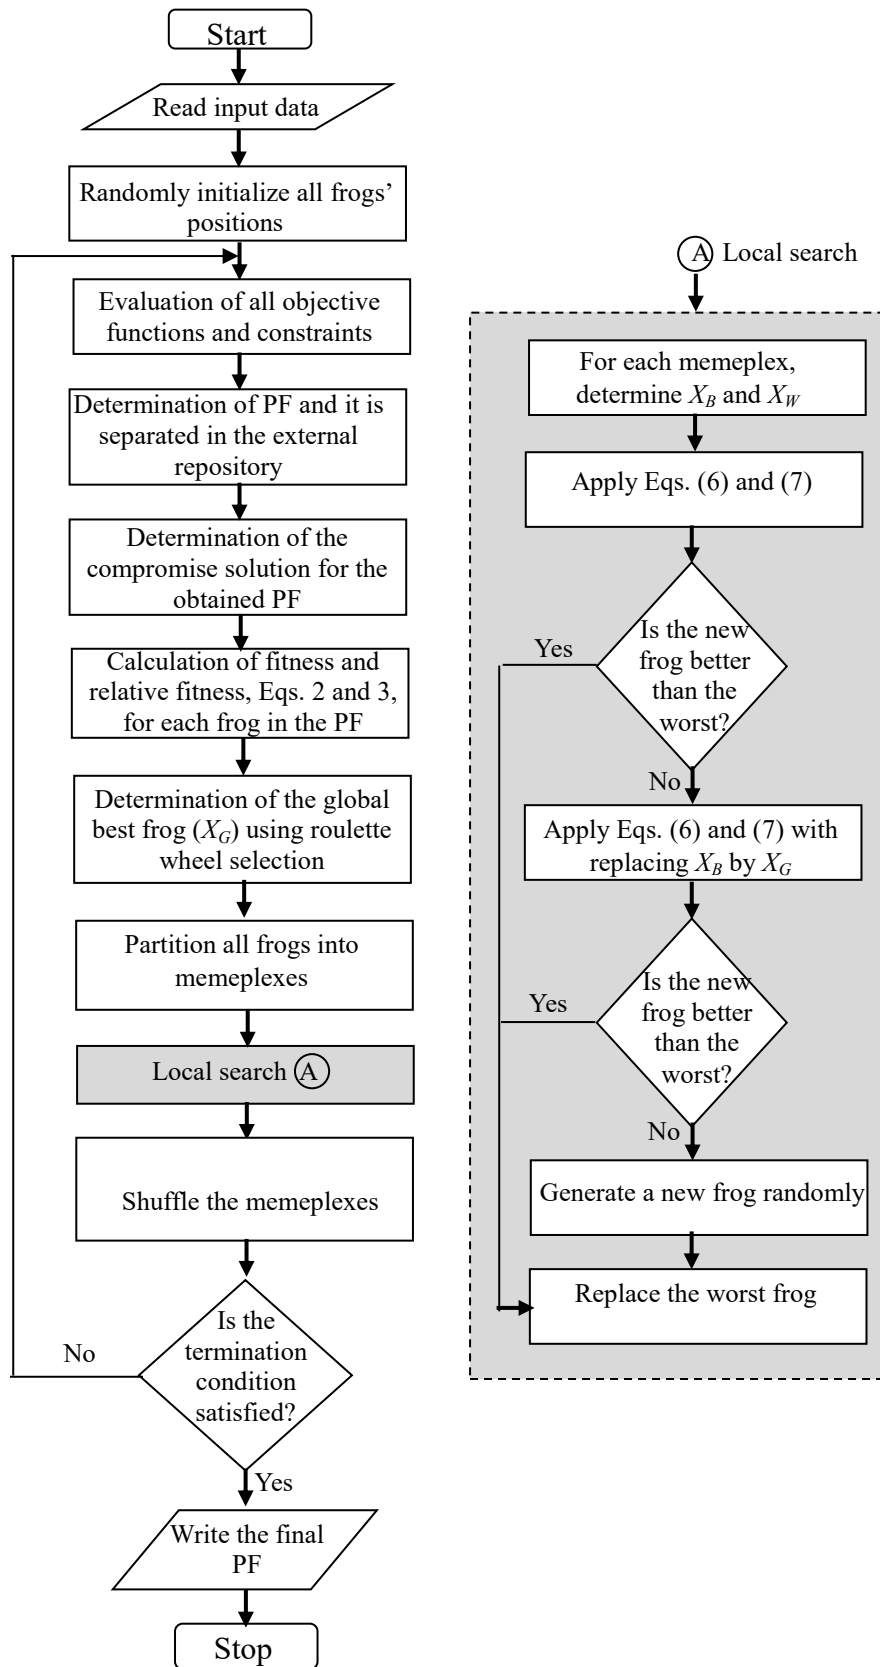 Start
Read input data
Randomly initialize all frogs’
positions
Evaluation of all objective
functions and constraints
Determination of PF and it is
separated in the external
repository
Determination of the
compromise solution for the
obtained PF
Calculation of fitness and
relative fitness, Eqs. 2 and 3,
for each frog in the PF
Determination of the global
best frog (X_G) using roulette
wheel selection
Partition all frogs into
memeplexes
Local search A
Shuffle the memeplexes
Is the
termination
condition
satisfied?
No
Yes
Write the final
PF
Stop
A Local search
For each memeplex,
determine X_B and X_W
Apply Eqs. (6) and (7)
Is the new
frog better
than the
worst?
Yes
No
Apply Eqs. (6) and (7) with
replacing X_B by X_G
Is the new
frog better
than the
worst?
Yes
No
Generate a new frog randomly
Replace the worst frog